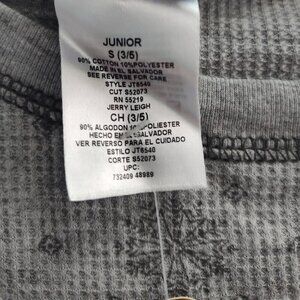 JUNIOR
S (3/5)
90% COTTON 10%POLYESTER
MADE IN EL SALVADOR
SEE REVERSE FOR CARE
STYLE JT6540
CUT S52073
RN 55219
JERRY LEIGH
CH (3/5)
90% ALGODON 10% POLIESTER
HECHO EN EL SALVADOR
VER REVERSO PARA EL CUIDADO
ESTILO JT6540
CORTE S52073
UPC:
732409 48989